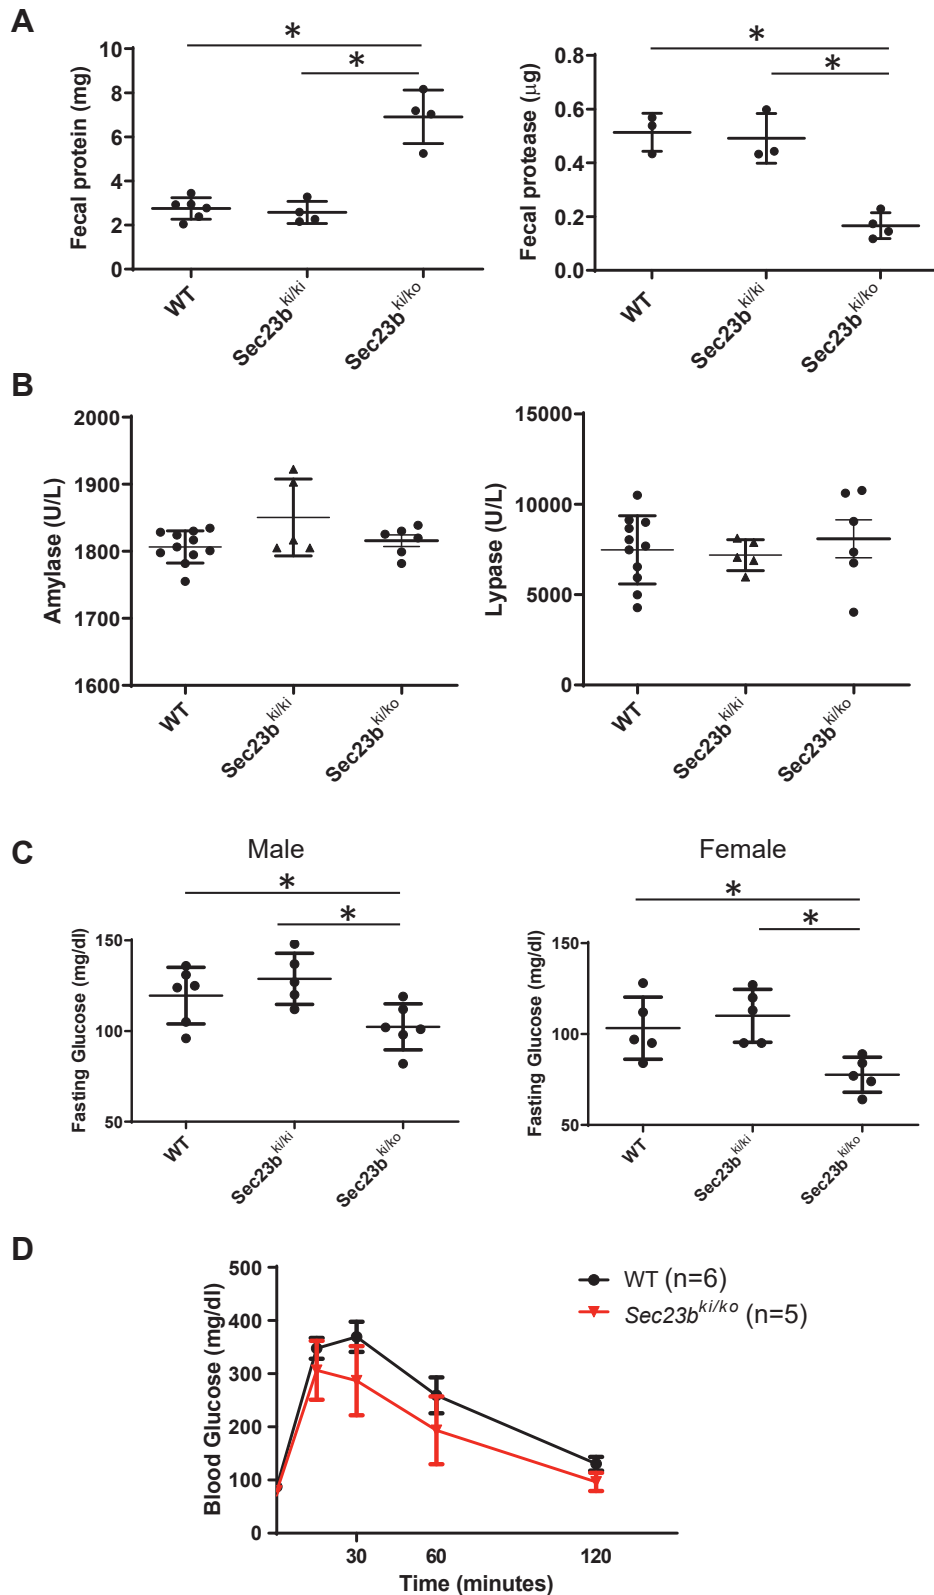 A
Fecal protein (mg)
10
8
6
4
2
0
*
*
WT
Sec23b^ki/ki
Sec23b^ki/ko
Fecal protease (μg)
0.8
0.6
0.4
0.2
0.0
*
*
WT
Sec23b^ki/ki
Sec23b^ki/ko
B
Amylase (U/L)
2000
1900
1800
1700
1600
WT
Sec23b^ki/ki
Sec23b^ki/ko
Lypase (U/L)
15000
10000
5000
0
WT
Sec23b^ki/ki
Sec23b^ki/ko
C
Male
*
*
Fasting Glucose (mg/dl)
150
100
50
WT
Sec23b^ki/ki
Sec23b^ki/ko
Female
*
*
Fasting Glucose (mg/dl)
150
100
50
WT
Sec23b^ki/ki
Sec23b^ki/ko
D
Blood Glucose (mg/dl)
500
400
300
200
100
0
30 60 120
Time (minutes)
WT (n=6)
Sec23b^ki/ko (n=5)